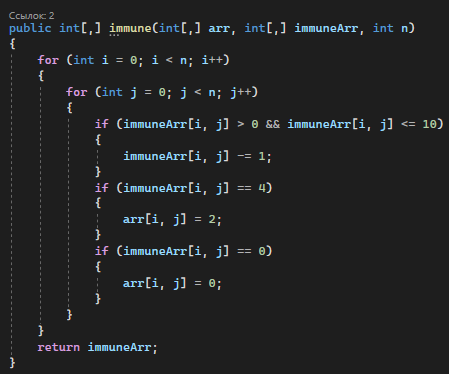 Ссылок: 2
public int[,] immune(int[,] arr, int[,] immuneArr, int n)
{
    for (int i = 0; i < n; i++)
    {
        for (int j = 0; j < n; j++)
        {
            if (immuneArr[i, j] > 0 && immuneArr[i, j] <= 10)
            {
                immuneArr[i, j] -= 1;
            }
            if (immuneArr[i, j] == 4)
            {
                arr[i, j] = 2;
            }
            if (immuneArr[i, j] == 0)
            {
                arr[i, j] = 0;
            }
        }
    }
    return immuneArr;
}